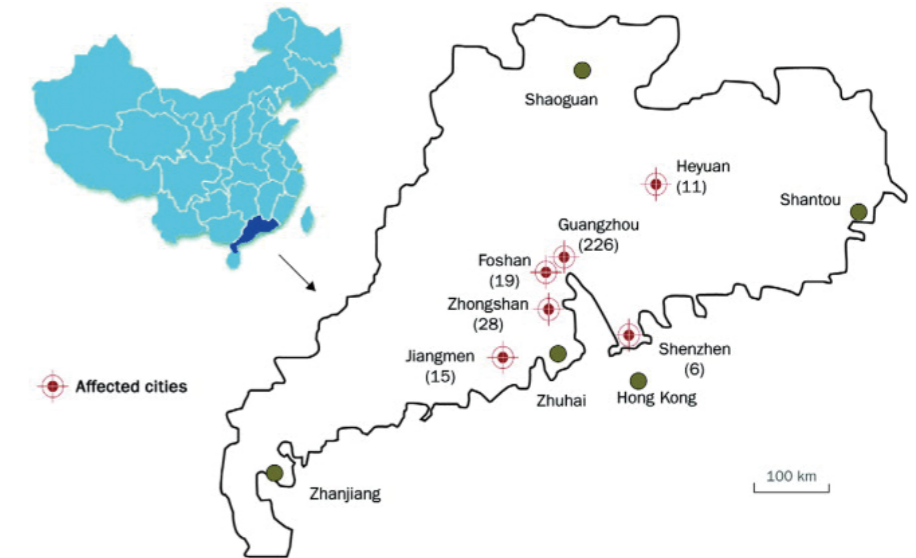 Shaoguan
Heyuan
(11)
Shantou
Guangzhou
(226)
Foshan
(19)
Zhongshan
(28)
Jiangmen
(15)
Shenzhen
(6)
Affected cities
Zhuhai
Hong Kong
100 km
Zhanjiang